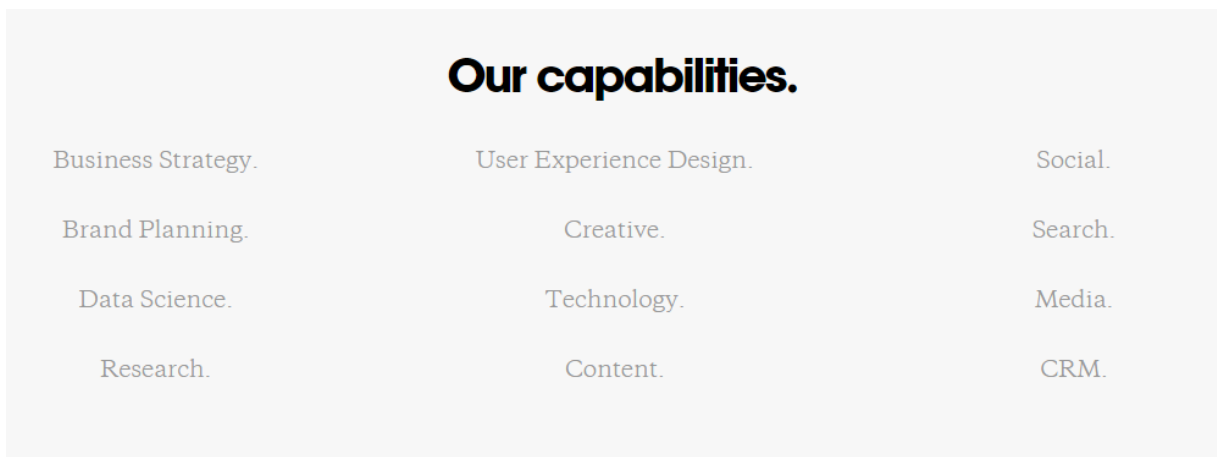 Our capabilities.
Business Strategy.
User Experience Design.
Social.
Brand Planning.
Creative.
Search.
Data Science.
Technology.
Media.
Research.
Content.
CRM.